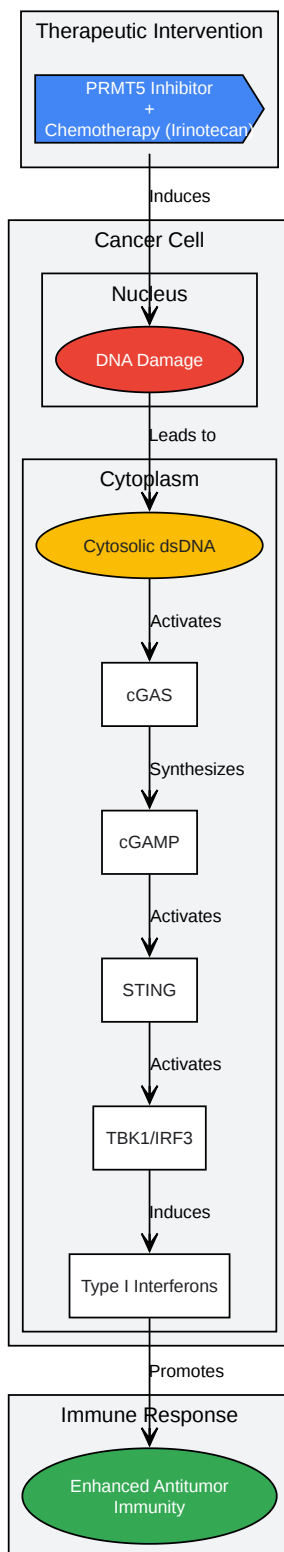 Therapeutic Intervention
PRMT5 Inhibitor
+
Chemotherapy (Irinotecan)
Induces
Cancer Cell
Nucleus
DNA Damage
Leads to
Cytoplasm
Cytosolic dsDNA
Activates
cGAS
Synthesizes
cGAMP
Activates
STING
Activates
TBK1/IRF3
Induces
Type I Interferons
Promotes
Immune Response
Enhanced Antitumor
Immunity